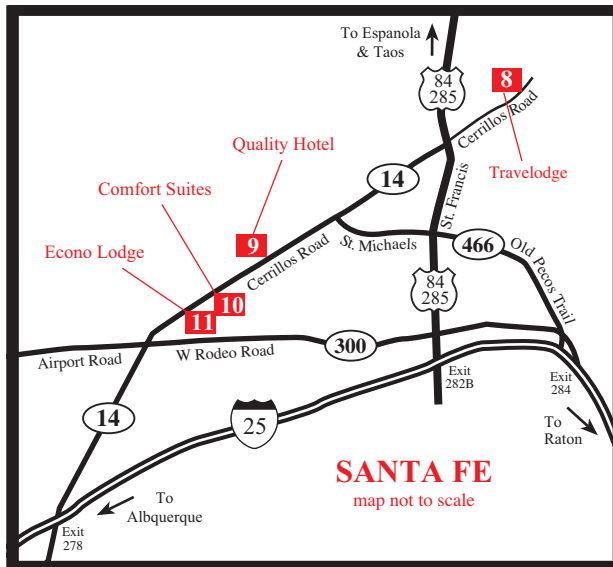 To Espanola
& Taos
84
285
8
Cerrillos Road
Travelodge
Quality Hotel
14
St. Francis
Comfort Suites
9
St. Michaels
466
Old Pecos Trail
Econo Lodge
Cerrillos Road
10
11
84
285
Airport Road
W Rodeo Road
300
Exit
282B
Exit
284
14
25
To
Raton
SANTA FE
map not to scale
To
Albquerque
Exit
278